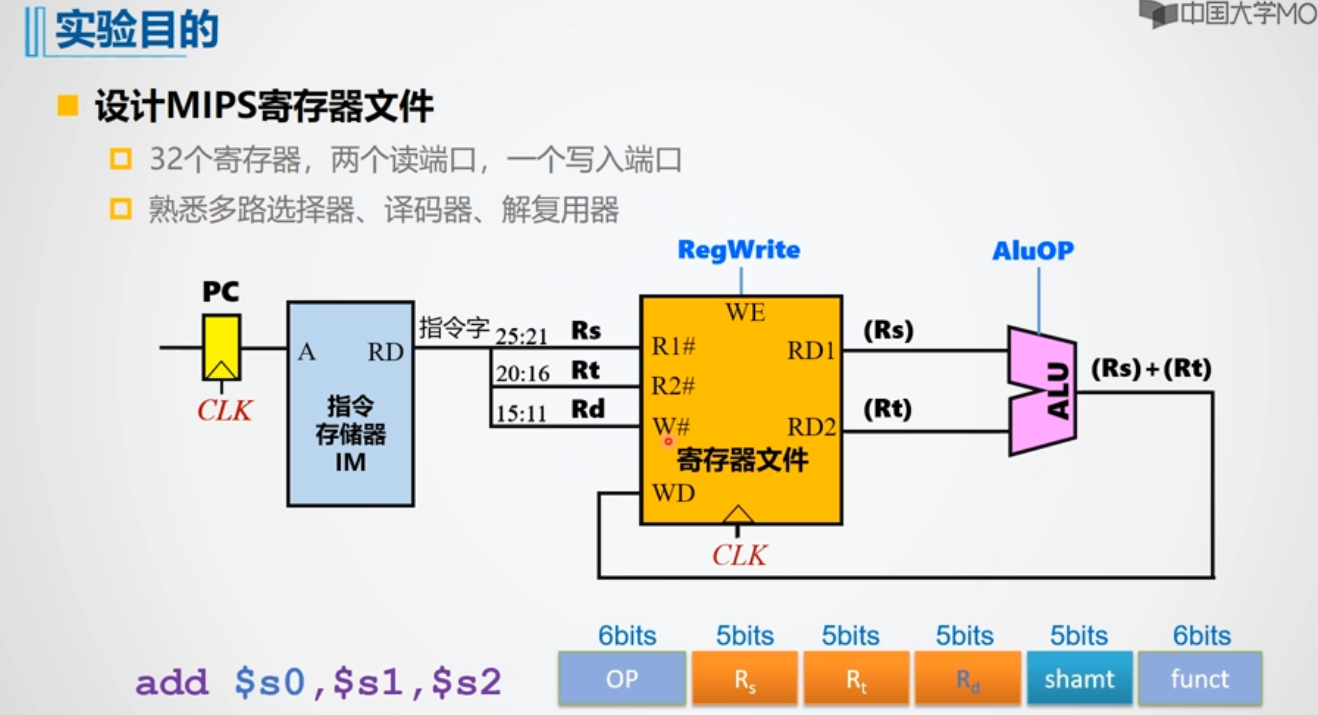 实验目的
中国大学MO
设计MIPS寄存器文件
32个寄存器，两个读端口，一个写入端口
熟悉多路选择器、译码器、解复用器
RegWrite
AluOP
PC
CLK
A
RD
指令
存储器
IM
指令字
25:21 Rs
20:16 Rt
15:11 Rd
WE
R1#
R2#
W#
WD
RD1
RD2
寄存器文件
CLK
(Rs)
(Rt)
ALU
(Rs)+(Rt)
add $s0,$s1,$s2
6bits 5bits 5bits 5bits 5bits 6bits
OP Rs Rt Rd shamt funct